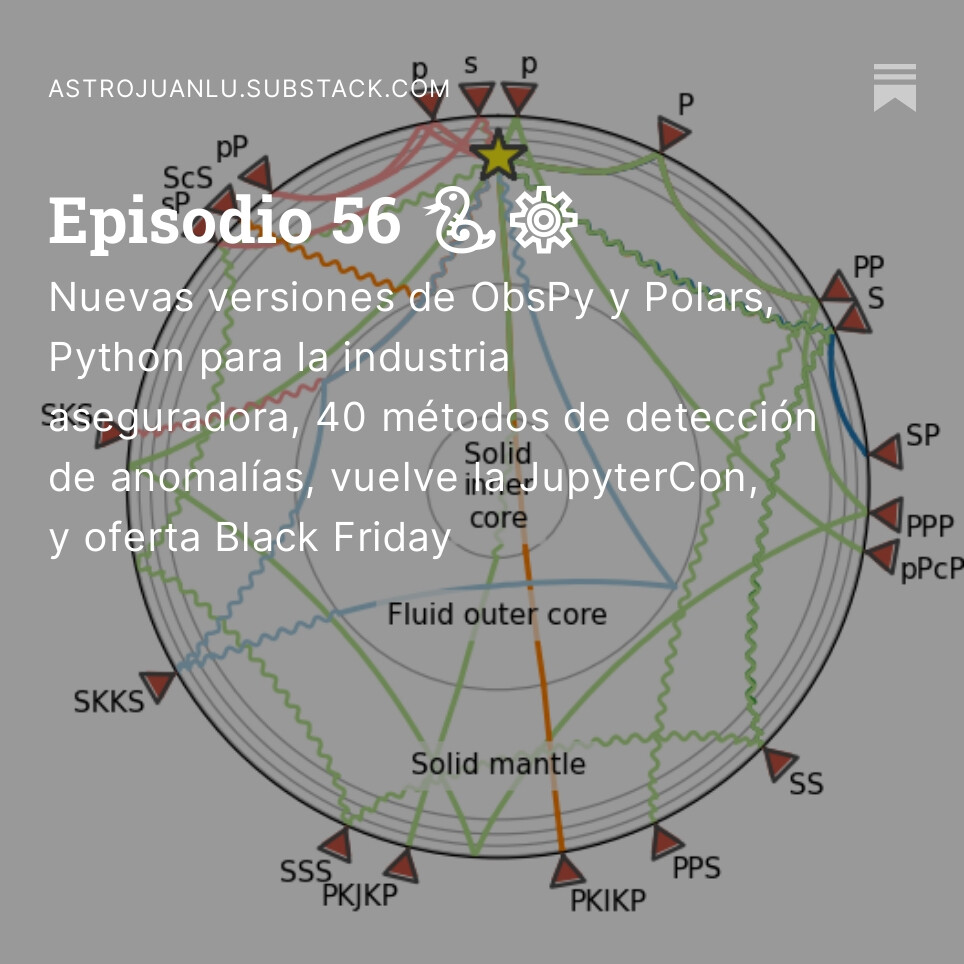 p s p
ASTROJUANLU.SUBSTACK.COM
P
pP
ScS
sP
Episodio 56
PP
S
Nuevas versiones de ObsPy y Polars,
Python para la industria
aseguradora, 40 métodos de detección
de anomalías, vuelve la JupyterCon,
y oferta Black Friday
SKS
SP
Solid
inner
core
PPP
pPcP
Fluid outer core
SKKS
Solid mantle
SS
SSS
PKJKP
PKIKP
PPS